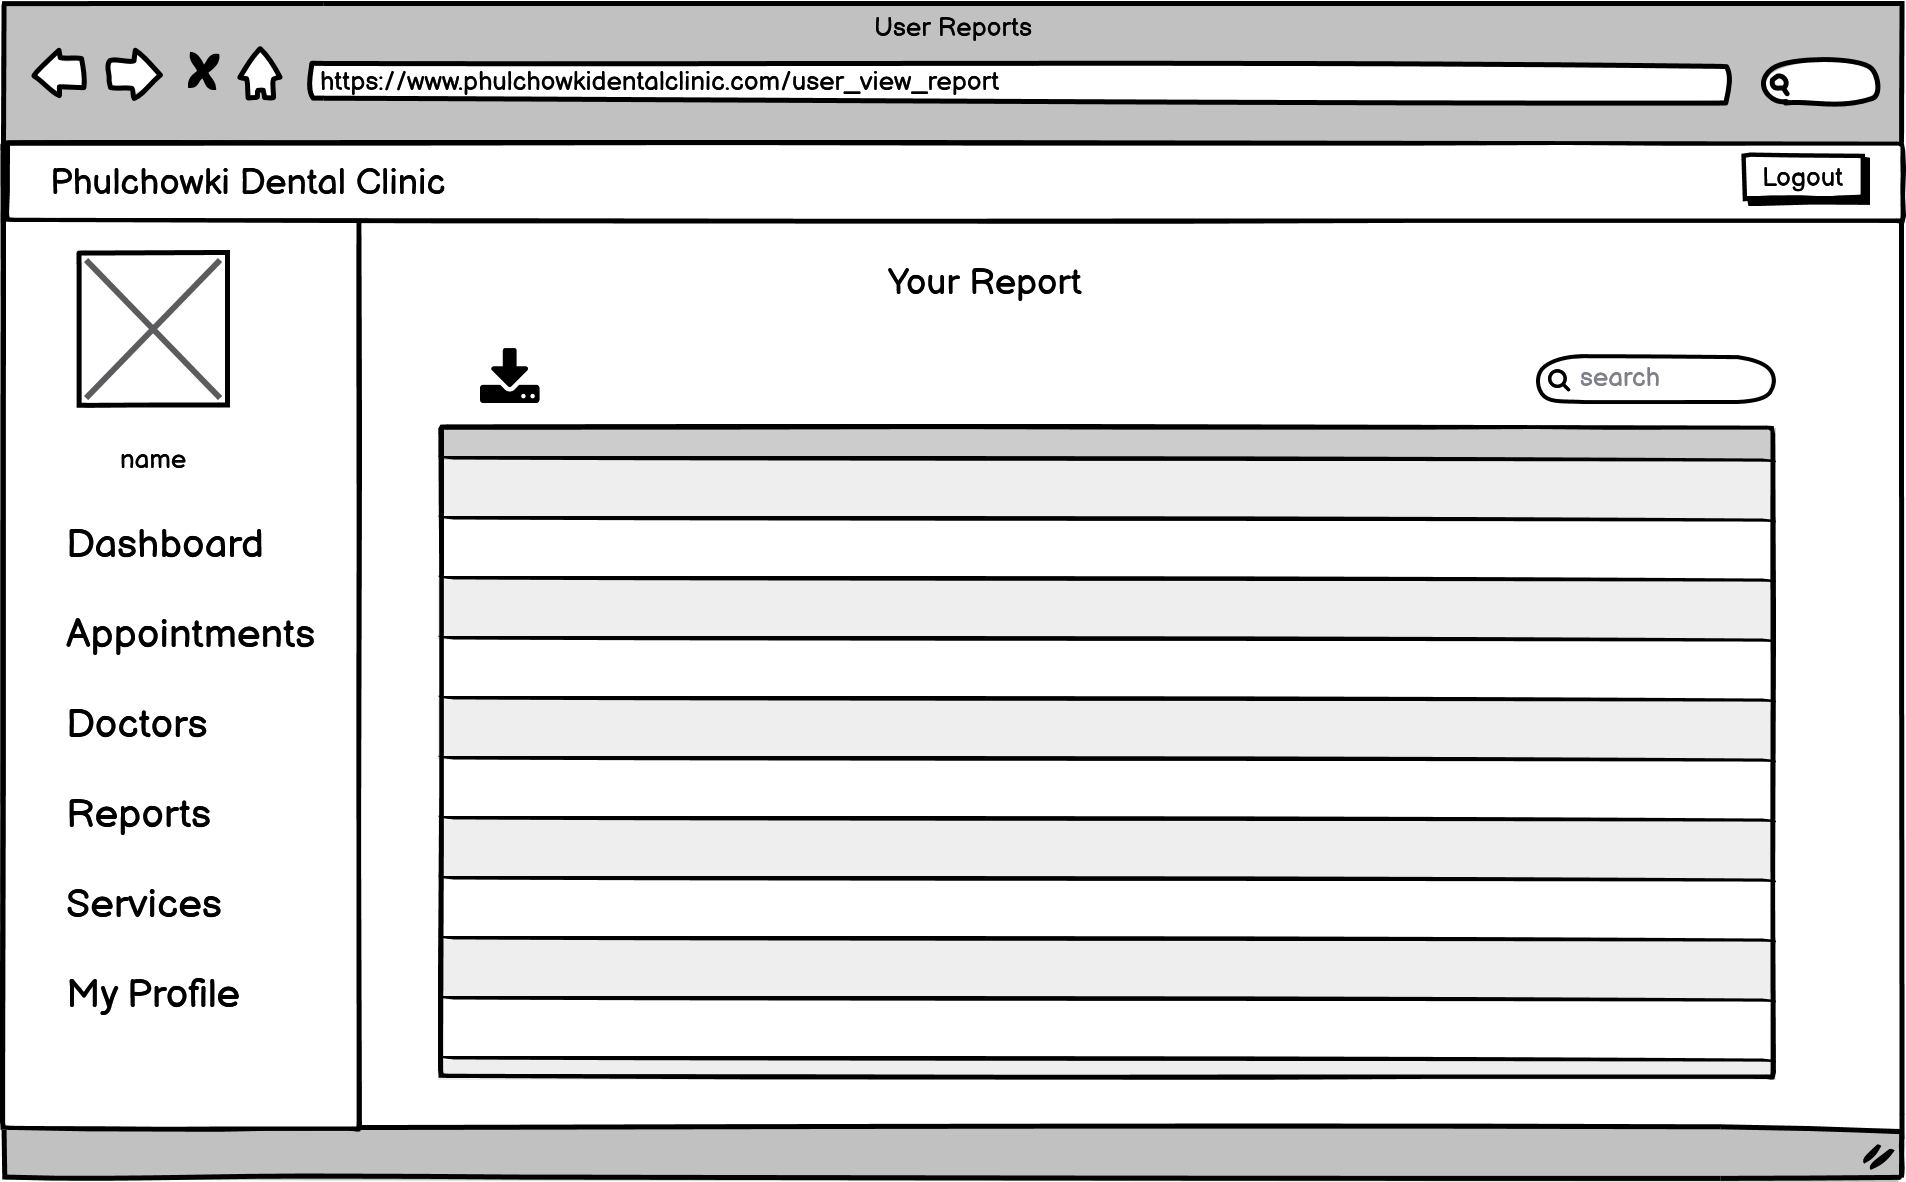 User Reports
https://www.phulchowkidentalclinic.com/user_view_report
Phulchowki Dental Clinic
Logout
name
Dashboard
Appointments
Doctors
Reports
Services
My Profile
Your Report
search